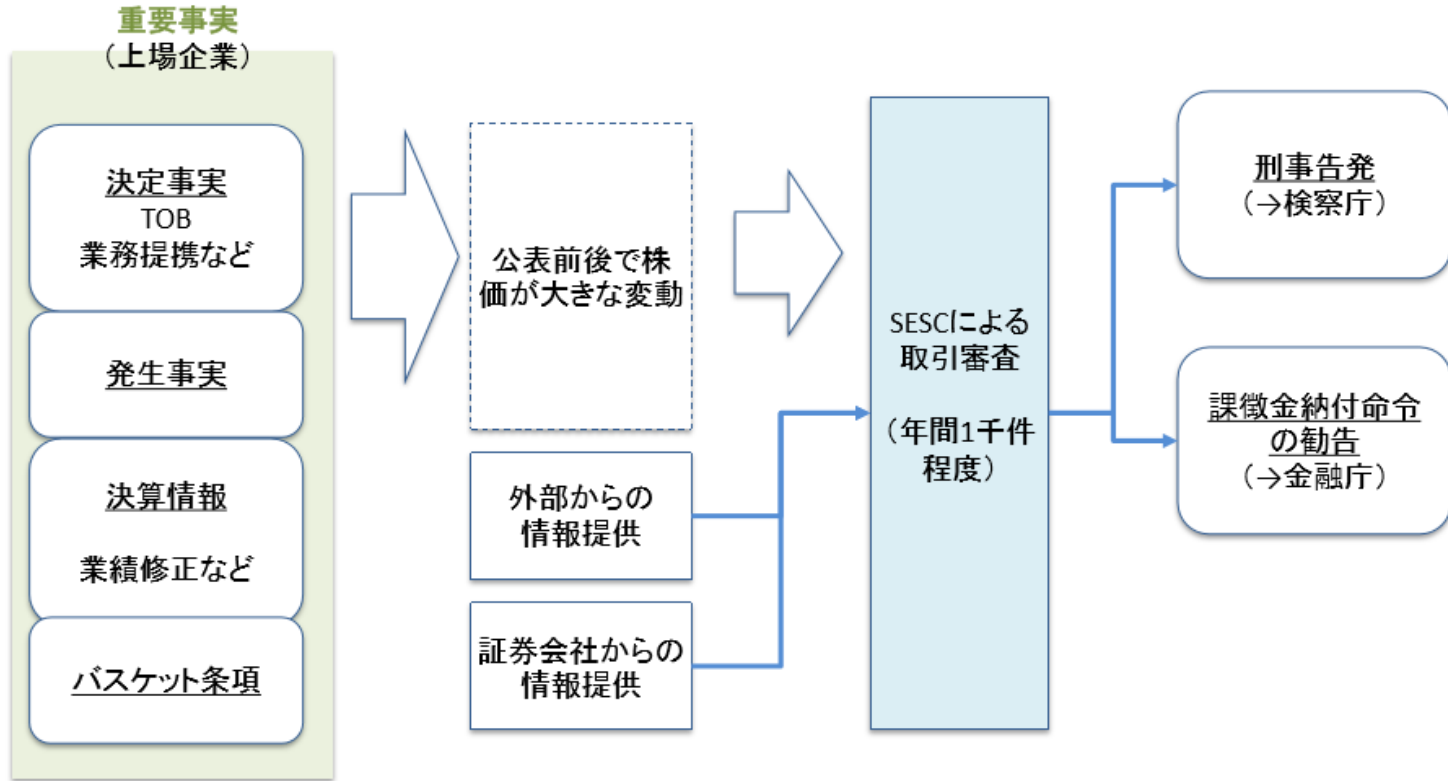 重要事実
（上場企業）
決定事実
TOB
業務提携など
発生事実
決算情報
業績修正など
バスケット条項
公表前後で株
価が大きな変動
外部からの
情報提供
証券会社からの
情報提供
SESCによる
取引審査
（年間1千件
程度）
刑事告発
（→検察庁）
課徴金納付命令
の勧告
（→金融庁）